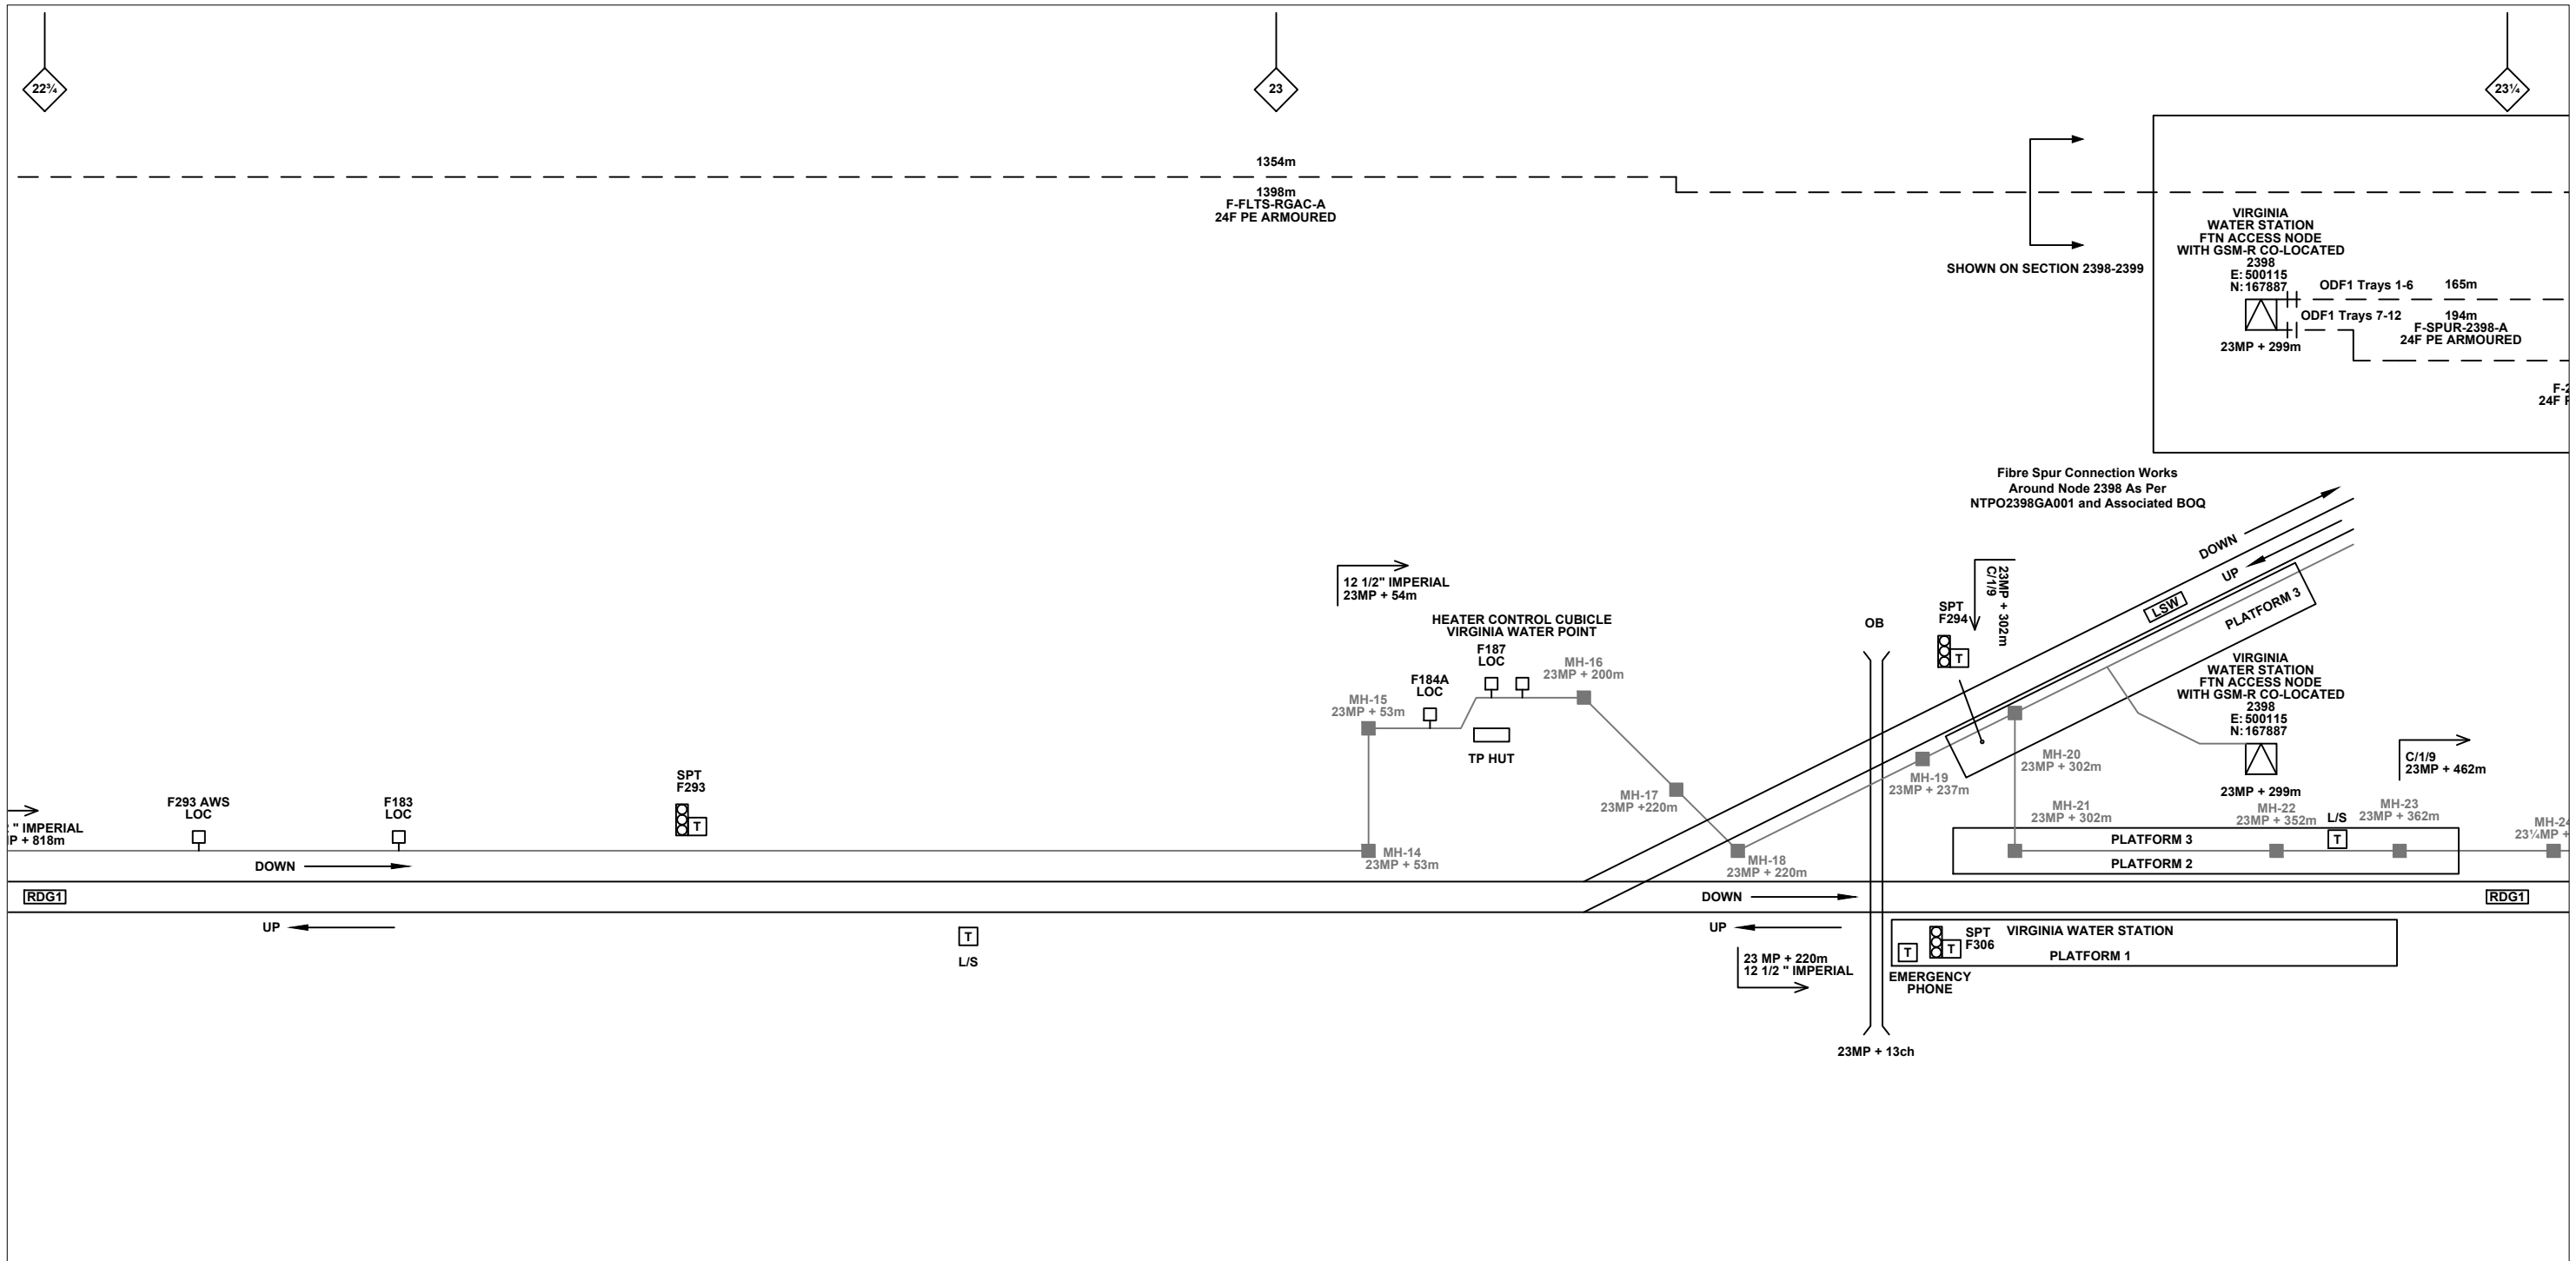 22¾
23
23¼
1354m
1398m
F-FLTS-RGAC-A
24F PE ARMOURED
SHOWN ON SECTION 2398-2399
VIRGINIA
WATER STATION
FTN ACCESS NODE
WITH GSM-R CO-LOCATED
2398
E: 500115
N: 167887
23MP + 299m
ODF1 Trays 1-6
165m
ODF1 Trays 7-12
194m
F-SPUR-2398-A
24F PE ARMOURED
F-2
24F
Fibre Spur Connection Works
Around Node 2398 As Per
NTPO2398GA001 and Associated BOQ
DOWN
UP
LSW
PLATFORM 3
12 1/2" IMPERIAL
23MP + 54m
HEATER CONTROL CUBICLE
VIRGINIA WATER POINT
F187
LOC
F184A
LOC
MH-16
23MP + 200m
MH-15
23MP + 53m
TP HUT
OB
SPT
F294
T
23MP + 302m
C/1/9
VIRGINIA
WATER STATION
FTN ACCESS NODE
WITH GSM-R CO-LOCATED
2398
E: 500115
N: 167887
23MP + 299m
C/1/9
23MP + 462m
MH-20
23MP + 302m
MH-19
23MP + 237m
MH-17
23MP +220m
SPT
F293
T
F293 AWS
LOC
F183
LOC
" IMPERIAL
P + 818m
MH-14
23MP + 53m
MH-18
23MP + 220m
MH-21
23MP + 302m
MH-22
23MP + 352m
L/S
T
MH-23
23MP + 362m
MH-24
23¼MP +
PLATFORM 3
PLATFORM 2
DOWN
RDG1
DOWN
RDG1
UP
T
L/S
UP
23 MP + 220m
12 1/2 " IMPERIAL
T
T
SPT
F306
VIRGINIA WATER STATION
PLATFORM 1
EMERGENCY
PHONE
23MP + 13ch